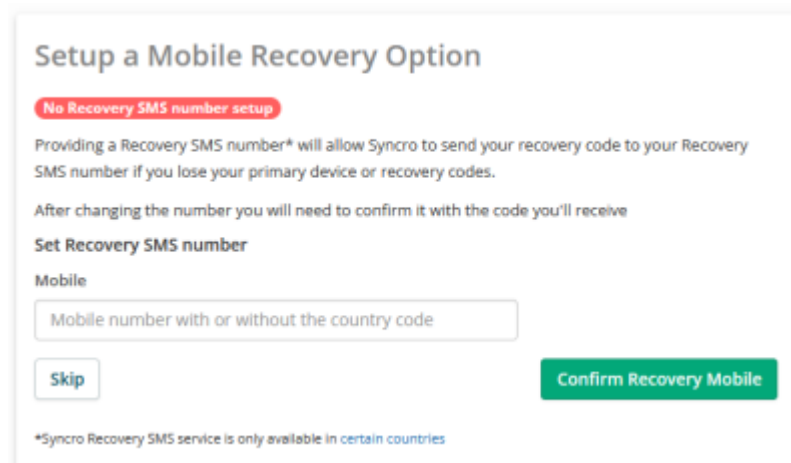 Setup a Mobile Recovery Option
No Recovery SMS number setup
Providing a Recovery SMS number* will allow Syncro to send your recovery code to your Recovery
SMS number if you lose your primary device or recovery codes.
After changing the number you will need to confirm it with the code you'll receive
Set Recovery SMS number
Mobile
Mobile number with or without the country code
Skip
Confirm Recovery Mobile
*Syncro Recovery SMS service is only available in certain countries